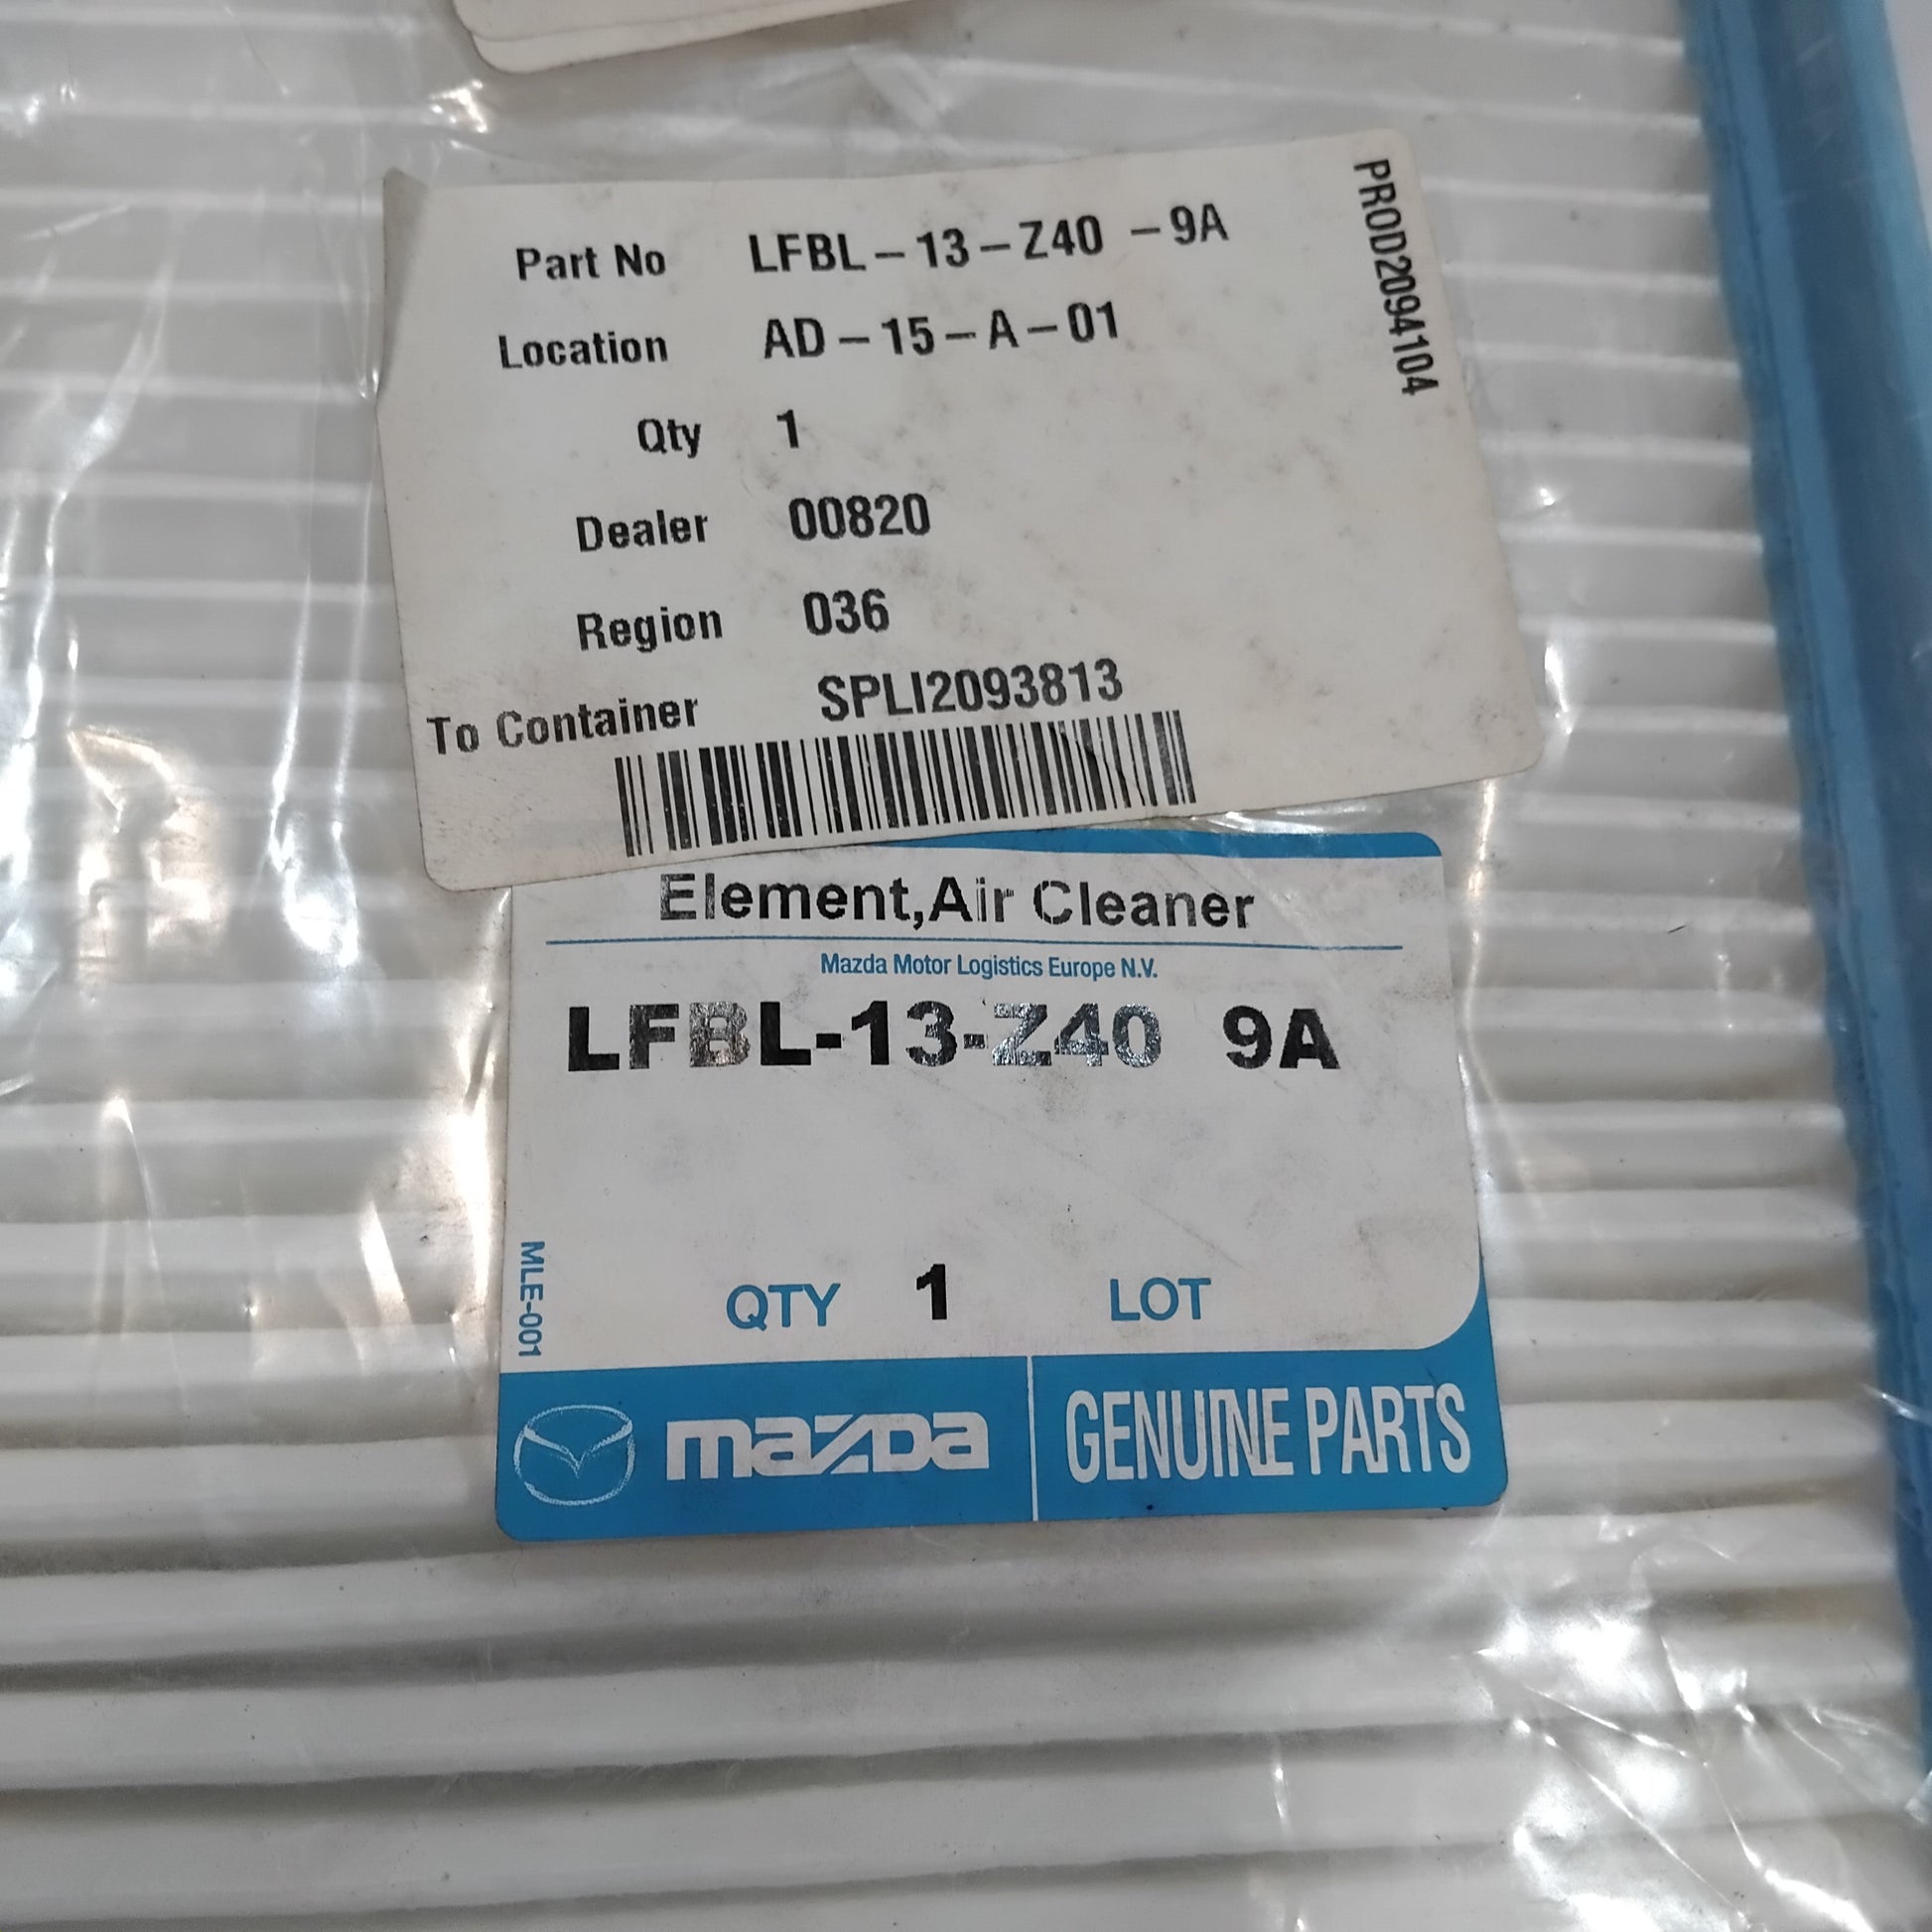 Part No LFBL-13-Z40 -9A
Location AD-15-A-01
Qty 1
Dealer 00820
Region 036
To Container SPLI2093813
PROD2094104
Element,Air Cleaner
Mazda Motor Logistics Europe N.V.
LFBL-13-Z40 9A
MLE-001
QTY 1 LOT
mazda GENUINE PARTS